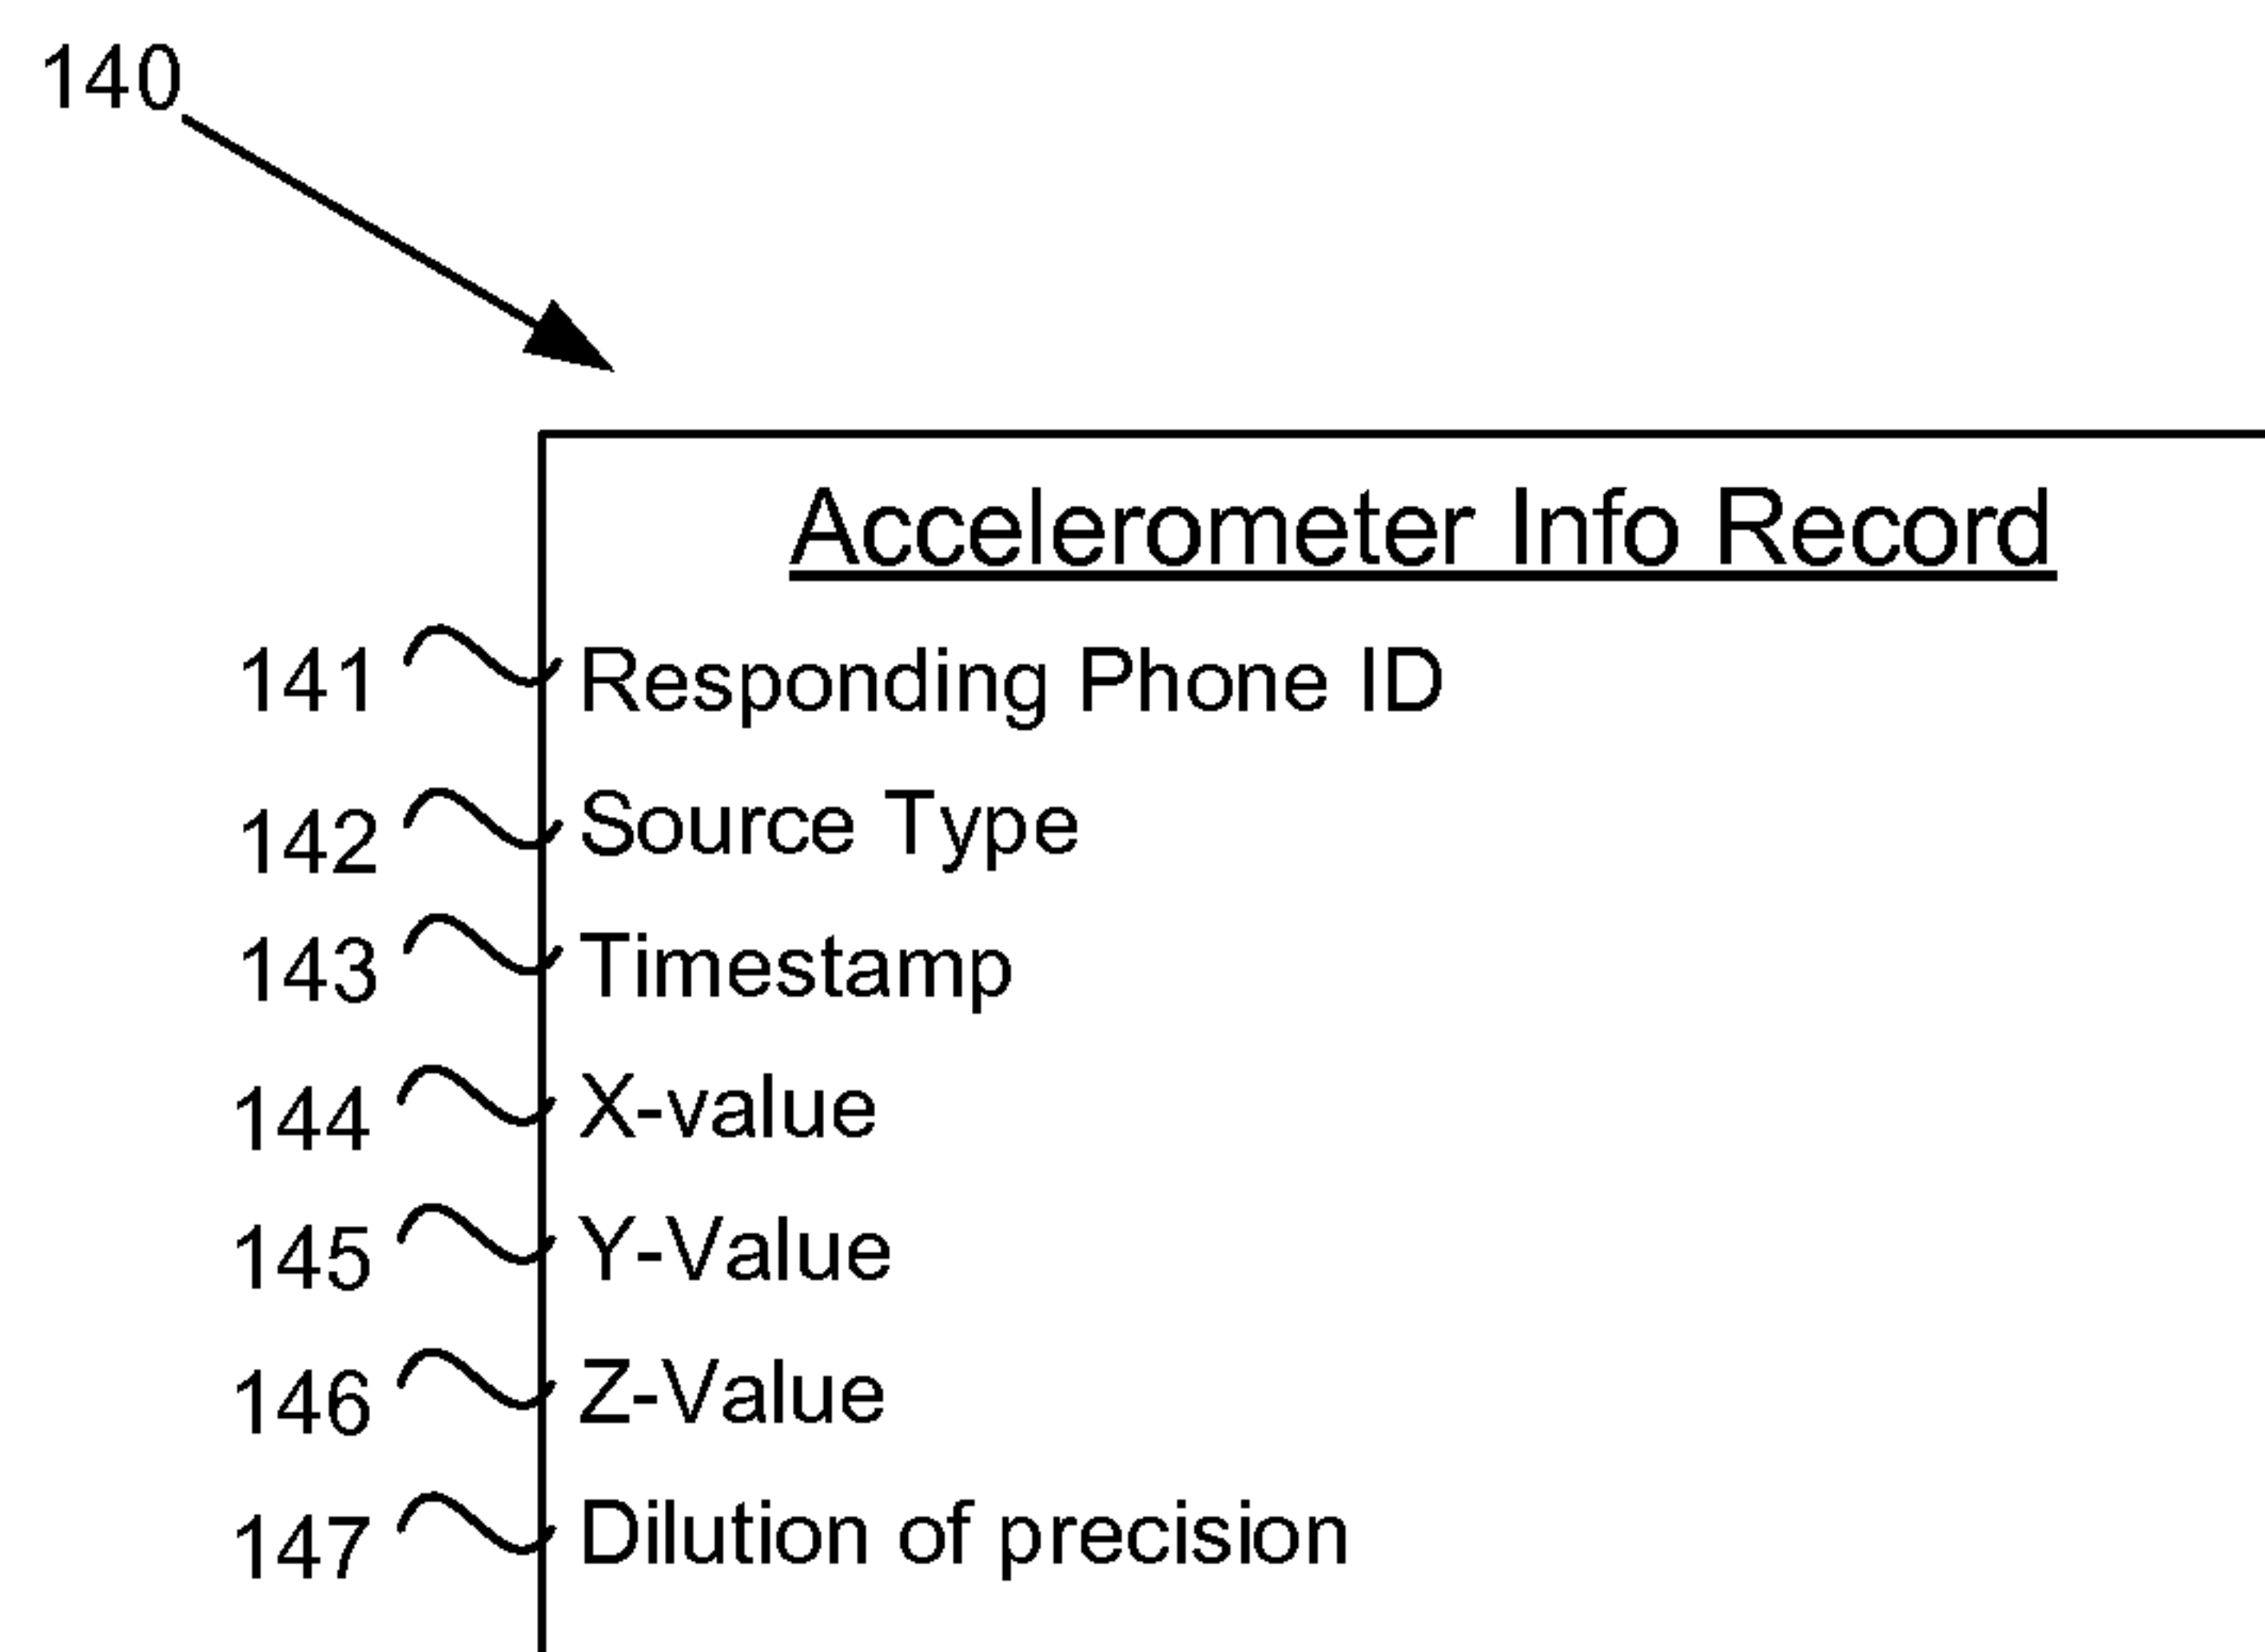 140
Accelerometer Info Record
141 Responding Phone ID
142 Source Type
143 Timestamp
144 X-value
145 Y-Value
146 Z-Value
147 Dilution of precision